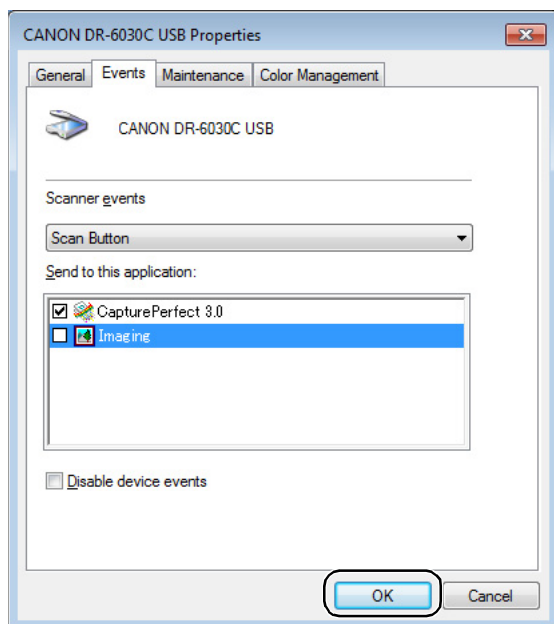 CANON DR-6030C USB Properties
General Events Maintenance Color Management
CANON DR-6030C USB
Scanner events
Scan Button
Send to this application:
CapturePerfect 3.0
Imaging
Disable device events
OK Cancel